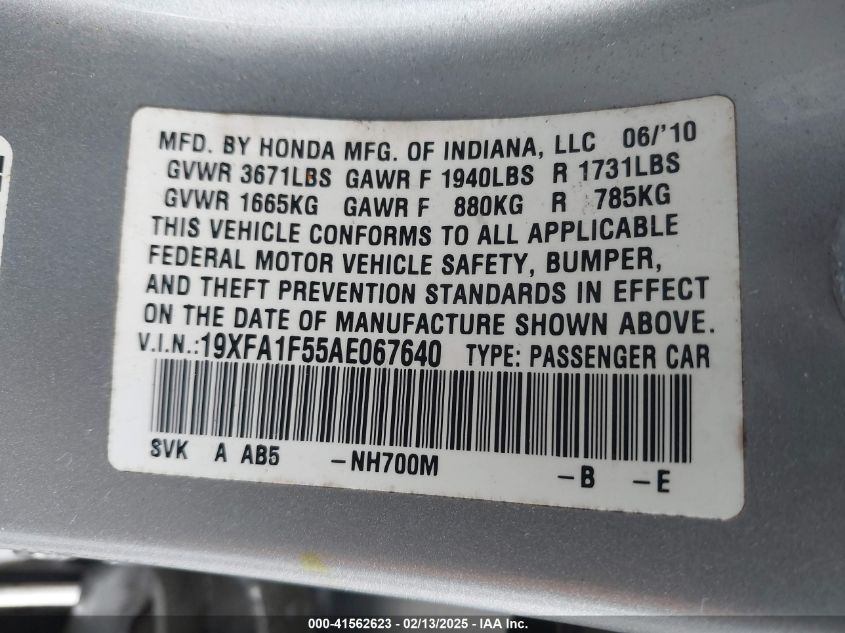 MFD. BY HONDA MFG. OF INDIANA, LLC 06/'10
GVWR 3671LBS GAWR F 1940LBS R 1731LBS
GVWR 1665KG GAWR F 880KG R 785KG
THIS VEHICLE CONFORMS TO ALL APPLICABLE
FEDERAL MOTOR VEHICLE SAFETY, BUMPER,
AND THEFT PREVENTION STANDARDS IN EFFECT
ON THE DATE OF MANUFACTURE SHOWN ABOVE.
V.I.N.:19XFA1F55AE067640 TYPE: PASSENGER CAR
SVK A AB5 -NH700M -B -E
000-41562623 - 02/13/2025 - IAAI Inc.